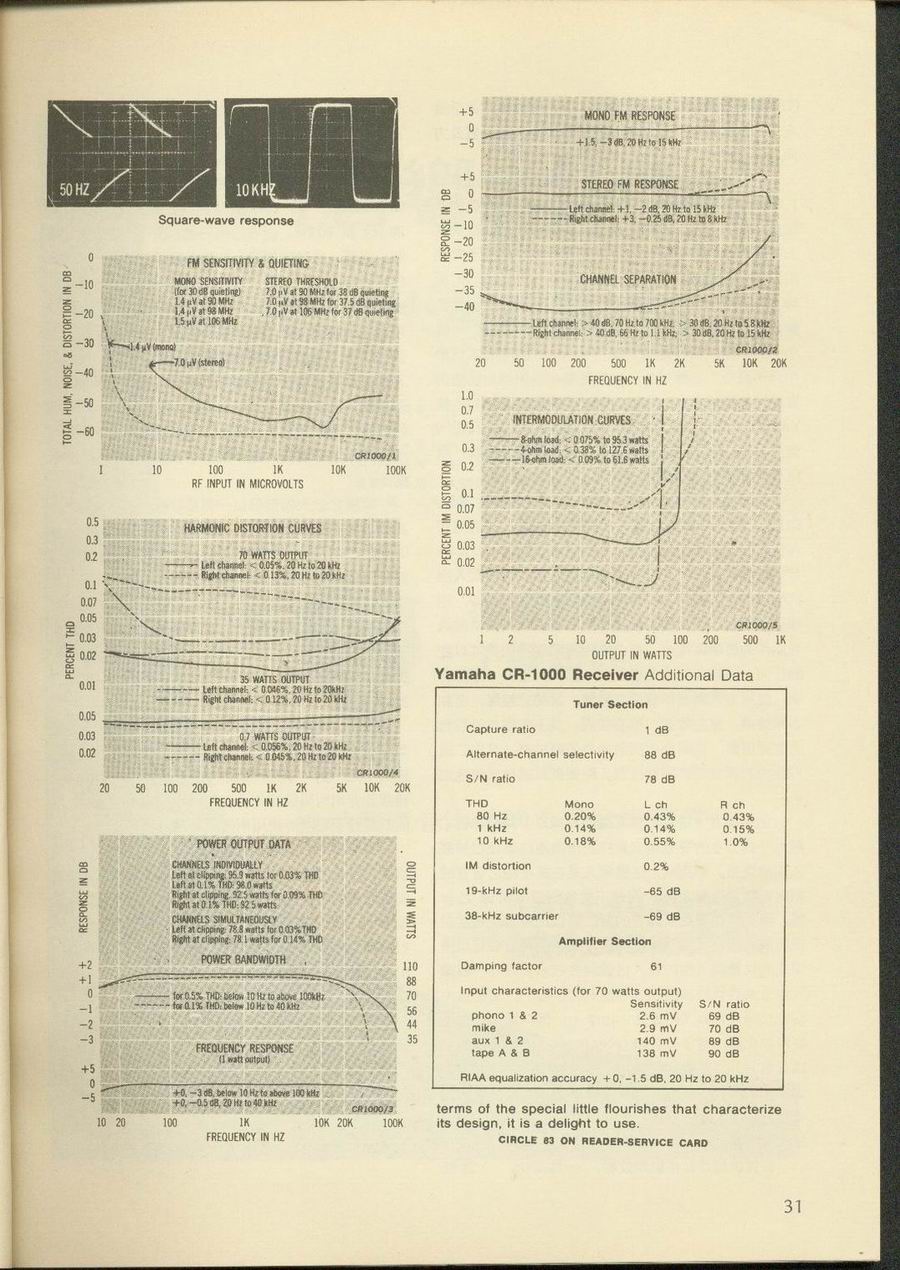 50 HZ
10 KHZ
Square-wave response
FM SENSITIVITY & QUIETING
MONO SENSITIVITY
(for 30 dB quieting)
1.4 µV at 90 MHz
1.4 µV at 98 MHz
1.5 µV at 106 MHz
STEREO THRESHOLD
7.0 µV at 90 MHz for 38 dB quieting
7.0 µV at 98 MHz for 37.5 dB quieting
7.0 µV at 106 MHz for 37 dB quieting
1.4 µV (mono)
7.0 µV (stereo)
TOTAL HUM, NOISE, & DISTORTION IN DB
0
−10
−20
−30
−40
−50
−60
CR1000/1
1 10 100 1K 10K 100K
RF INPUT IN MICROVOLTS
HARMONIC DISTORTION CURVES
70 WATTS OUTPUT
Left channel: < 0.05%, 20 Hz to 20 kHz
Right channel: < 0.13%, 20 Hz to 20 kHz
35 WATTS OUTPUT
Left channel: < 0.046%, 20 Hz to 20kHz
Right channel: < 0.12%, 20 Hz to 20 kHz
0.7 WATTS OUTPUT
Left channel: < 0.056%, 20 Hz to 20 kHz
Right channel: < 0.045%, 20 Hz to 20 kHz
PERCENT THD
0.5
0.3
0.2
0.1
0.07
0.05
0.03
0.02
0.01
0.05
0.03
0.02
CR1000/4
20 50 100 200 500 1K 2K 5K 10K 20K
FREQUENCY IN HZ
POWER OUTPUT DATA
CHANNELS INDIVIDUALLY
Left at clipping: 95.9 watts for 0.03% THD
Left at 0.1% THD: 98.0 watts
Right at clipping: 92.5 watts for 0.09% THD
Right at 0.1% THD: 92.5 watts
CHANNELS SIMULTANEOUSLY
Left at clipping: 78.8 watts for 0.03% THD
Right at clipping: 78.1 watts for 0.14% THD
POWER BANDWIDTH
for 0.5% THD: below 10 Hz to above 100kHz
for 0.1% THD: below 10 Hz to 40 kHz
FREQUENCY RESPONSE
(1 watt output)
+0, −3 dB, below 10 Hz to above 100 kHz
+0, −0.5 dB, 20 Hz to 40 kHz
RESPONSE IN DB
+2
+1
0
−1
−2
−3
+5
0
−5
OUTPUT IN WATTS
110
88
70
56
44
35
CR1000/3
10 20 100 1K 10K 20K 100K
FREQUENCY IN HZ
MONO FM RESPONSE
+1.5, −3 dB, 20 Hz to 15 kHz
STEREO FM RESPONSE
Left channel: +1, −2 dB, 20 Hz to 15 kHz
Right channel: +3, −0.25 dB, 20 Hz to 8 kHz
CHANNEL SEPARATION
Left channel: > 40 dB, 70 Hz to 700 kHz; > 30 dB, 20 Hz to 5.8 kHz
Right channel: > 40 dB, 66 Hz to 1.1 kHz; > 30 dB, 20 Hz to 15 kHz
RESPONSE IN DB
+5
0
−5
+5
0
−5
−10
−20
−25
−30
−35
−40
CR1000/2
20 50 100 200 500 1K 2K 5K 10K 20K
FREQUENCY IN HZ
INTERMODULATION CURVES
8-ohm load: < 0.075% to 95.3 watts
4-ohm load: < 0.38% to 127.6 watts
16-ohm load: < 0.09% to 61.6 watts
PERCENT IM DISTORTION
1.0
0.7
0.5
0.3
0.2
0.1
0.07
0.05
0.03
0.02
0.01
CR1000/5
1 2 5 10 20 50 100 200 500 1K
OUTPUT IN WATTS
Yamaha CR-1000 Receiver Additional Data
Tuner Section
Capture ratio 1 dB
Alternate-channel selectivity 88 dB
S/N ratio 78 dB
THD Mono L ch R ch
80 Hz 0.20% 0.43% 0.43%
1 kHz 0.14% 0.14% 0.15%
10 kHz 0.18% 0.55% 1.0%
IM distortion 0.2%
19-kHz pilot −65 dB
38-kHz subcarrier −69 dB
Amplifier Section
Damping factor 61
Input characteristics (for 70 watts output)
Sensitivity S/N ratio
phono 1 & 2 2.6 mV 69 dB
mike 2.9 mV 70 dB
aux 1 & 2 140 mV 89 dB
tape A & B 138 mV 90 dB
RIAA equalization accuracy +0, −1.5 dB, 20 Hz to 20 kHz
terms of the special little flourishes that characterize
its design, it is a delight to use.
CIRCLE 83 ON READER-SERVICE CARD
31